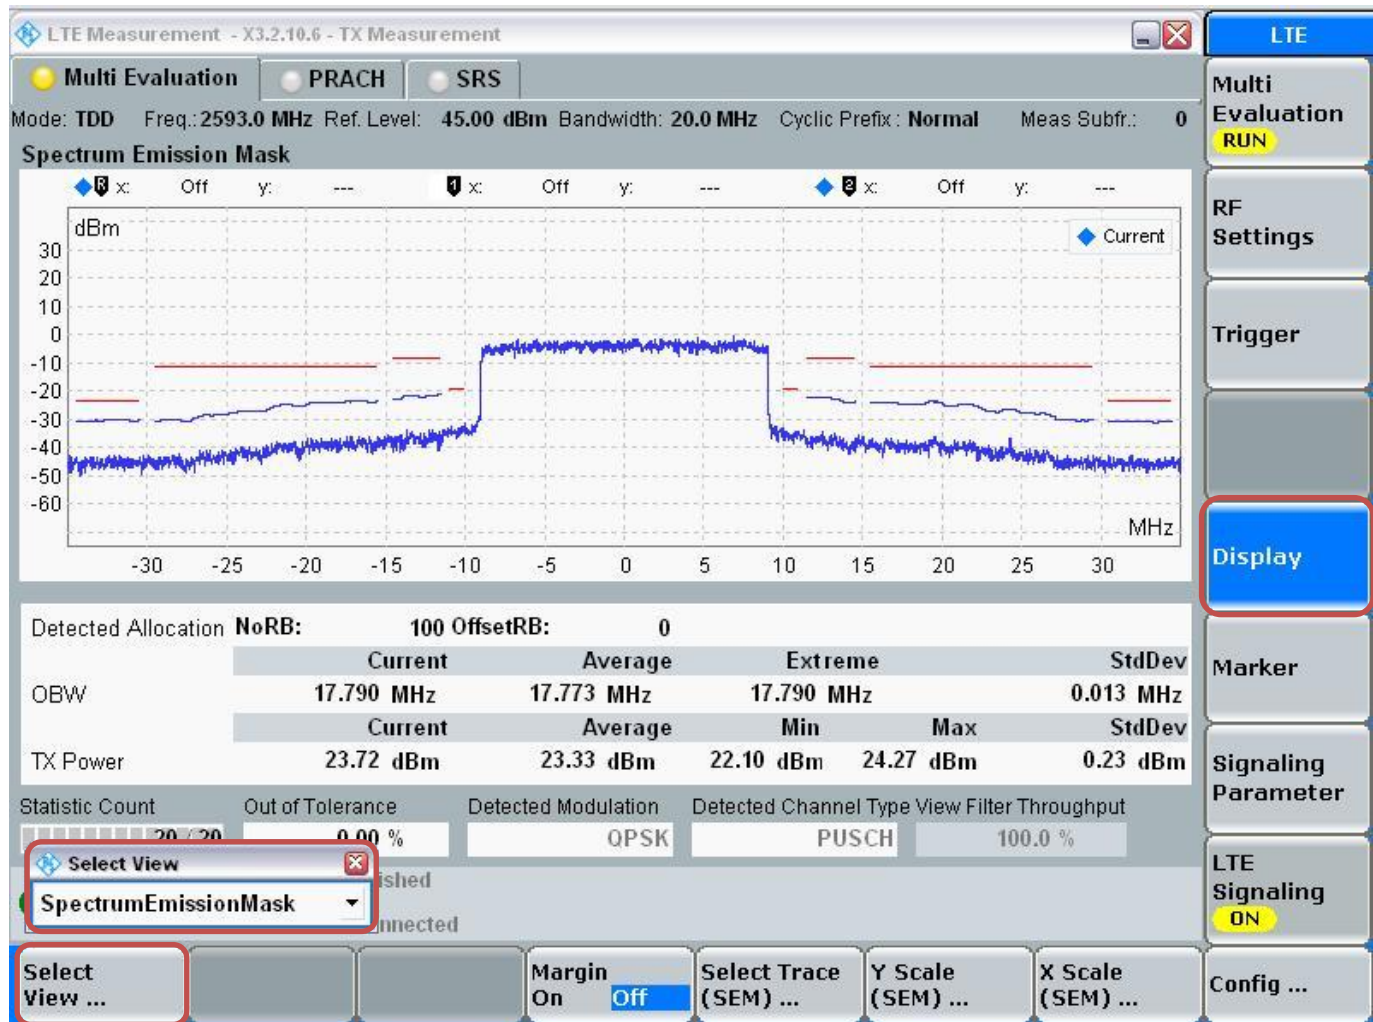 LTE Measurement - X3.2.10.6 - TX Measurement
LTE
Multi Evaluation PRACH SRS
Mode: TDD Freq.: 2593.0 MHz Ref. Level: 45.00 dBm Bandwidth: 20.0 MHz Cyclic Prefix : Normal Meas Subfr.: 0
Spectrum Emission Mask
R x: Off y: --- 1 x: Off y: --- 2 x: Off y: ---
dBm
Current
30
20
10
0
-10
-20
-30
-40
-50
-60
MHz
-30 -25 -20 -15 -10 -5 0 5 10 15 20 25 30
Detected Allocation NoRB: 100 OffsetRB: 0
Current Average Extreme StdDev
OBW 17.790 MHz 17.773 MHz 17.790 MHz 0.013 MHz
Current Average Min Max StdDev
TX Power 23.72 dBm 23.33 dBm 22.10 dBm 24.27 dBm 0.23 dBm
Statistic Count Out of Tolerance Detected Modulation Detected Channel Type View Filter Throughput
20 / 20 0.00 % QPSK PUSCH 100.0 %
Select View
ished
SpectrumEmissionMask
nnected
Select
View ...
Margin
On Off
Select Trace
(SEM) ...
Y Scale
(SEM) ...
X Scale
(SEM) ...
Multi
Evaluation
RUN
RF
Settings
Trigger
Display
Marker
Signaling
Parameter
LTE
Signaling
ON
Config ...